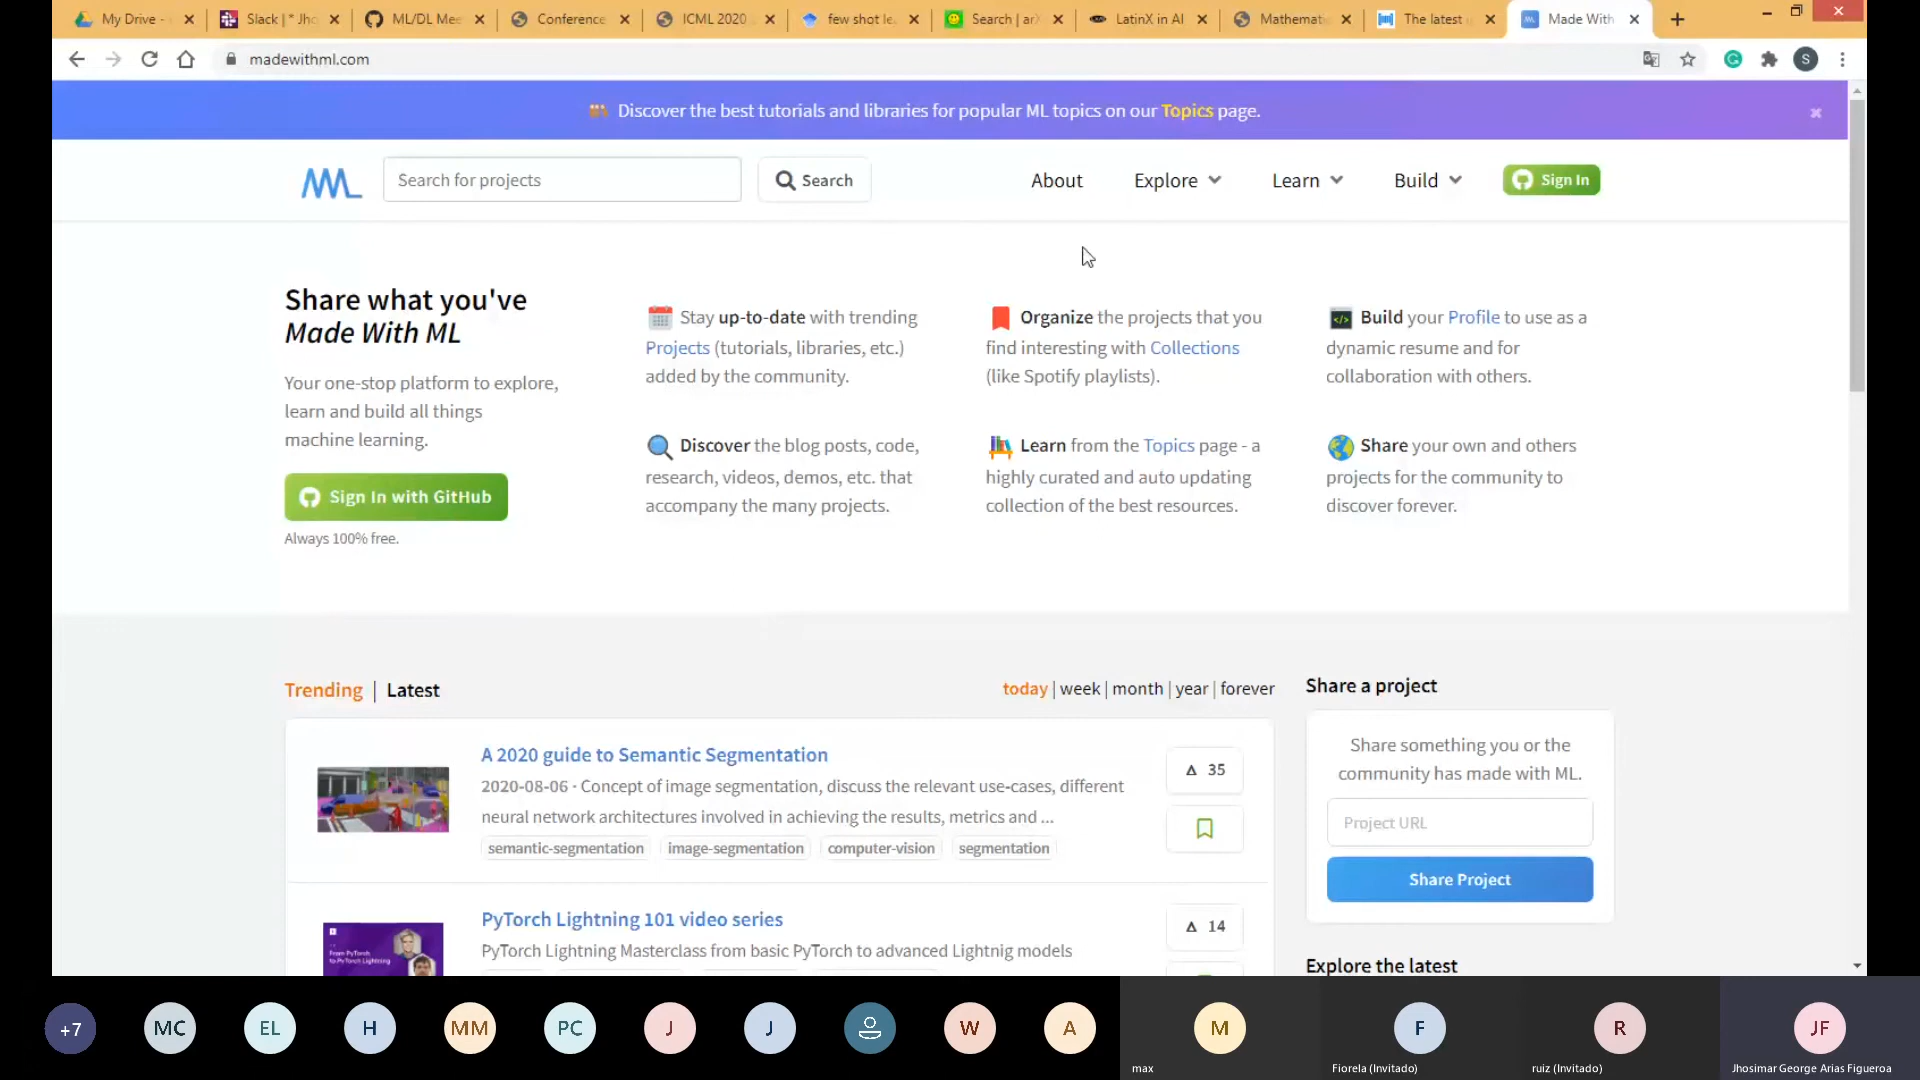 My Drive -
Slack | * Jho
ML/DL Mee
Conference
ICML 2020
few shot le
Search | arX
LatinX in AI
Mathemat
The latest
Made With
madewithml.com
S
Discover the best tutorials and libraries for popular ML topics on our Topics page.
Search for projects
Search
About
Explore
Learn
Build
Sign In
Share what you've
Made With ML
Your one-stop platform to explore,
learn and build all things
machine learning.
Sign In with GitHub
Always 100% free.
Stay up-to-date with trending
Projects (tutorials, libraries, etc.)
added by the community.
Organize the projects that you
find interesting with Collections
(like Spotify playlists).
Build your Profile to use as a
dynamic resume and for
collaboration with others.
Discover the blog posts, code,
research, videos, demos, etc. that
accompany the many projects.
Learn from the Topics page - a
highly curated and auto updating
collection of the best resources.
Share your own and others
projects for the community to
discover forever.
Trending | Latest
today | week | month | year | forever
A 2020 guide to Semantic Segmentation
2020-08-06 · Concept of image segmentation, discuss the relevant use-cases, different
neural network architectures involved in achieving the results, metrics and ...
semantic-segmentation
image-segmentation
computer-vision
segmentation
35
From PyTorch
to PyTorch Lightning
PyTorch Lightning 101 video series
PyTorch Lightning Masterclass from basic PyTorch to advanced Lightnig models
14
Share a project
Share something you or the
community has made with ML.
Project URL
Share Project
Explore the latest
+7
MC
EL
H
MM
PC
J
J
W
A
M
max
F
Fiorela (Invitado)
R
ruiz (Invitado)
JF
Jhosimar George Arias Figueroa